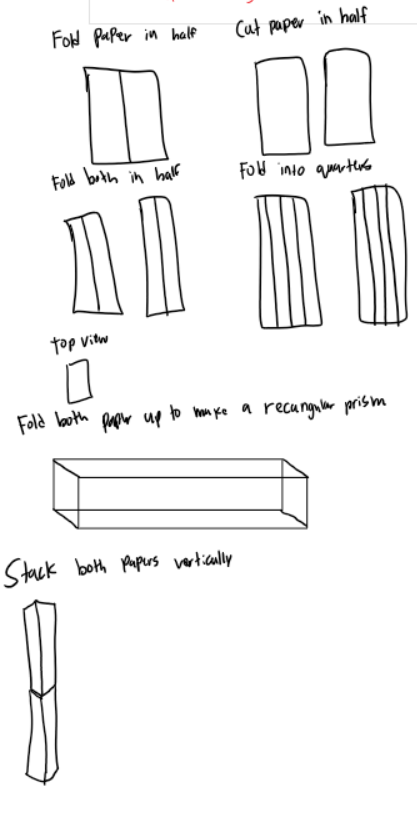 Fold paper in half
Cut paper in half
Fold both in half
Fold into quarters
top view
Fold both paper up to make a recungular prism
Stack both papers vertically